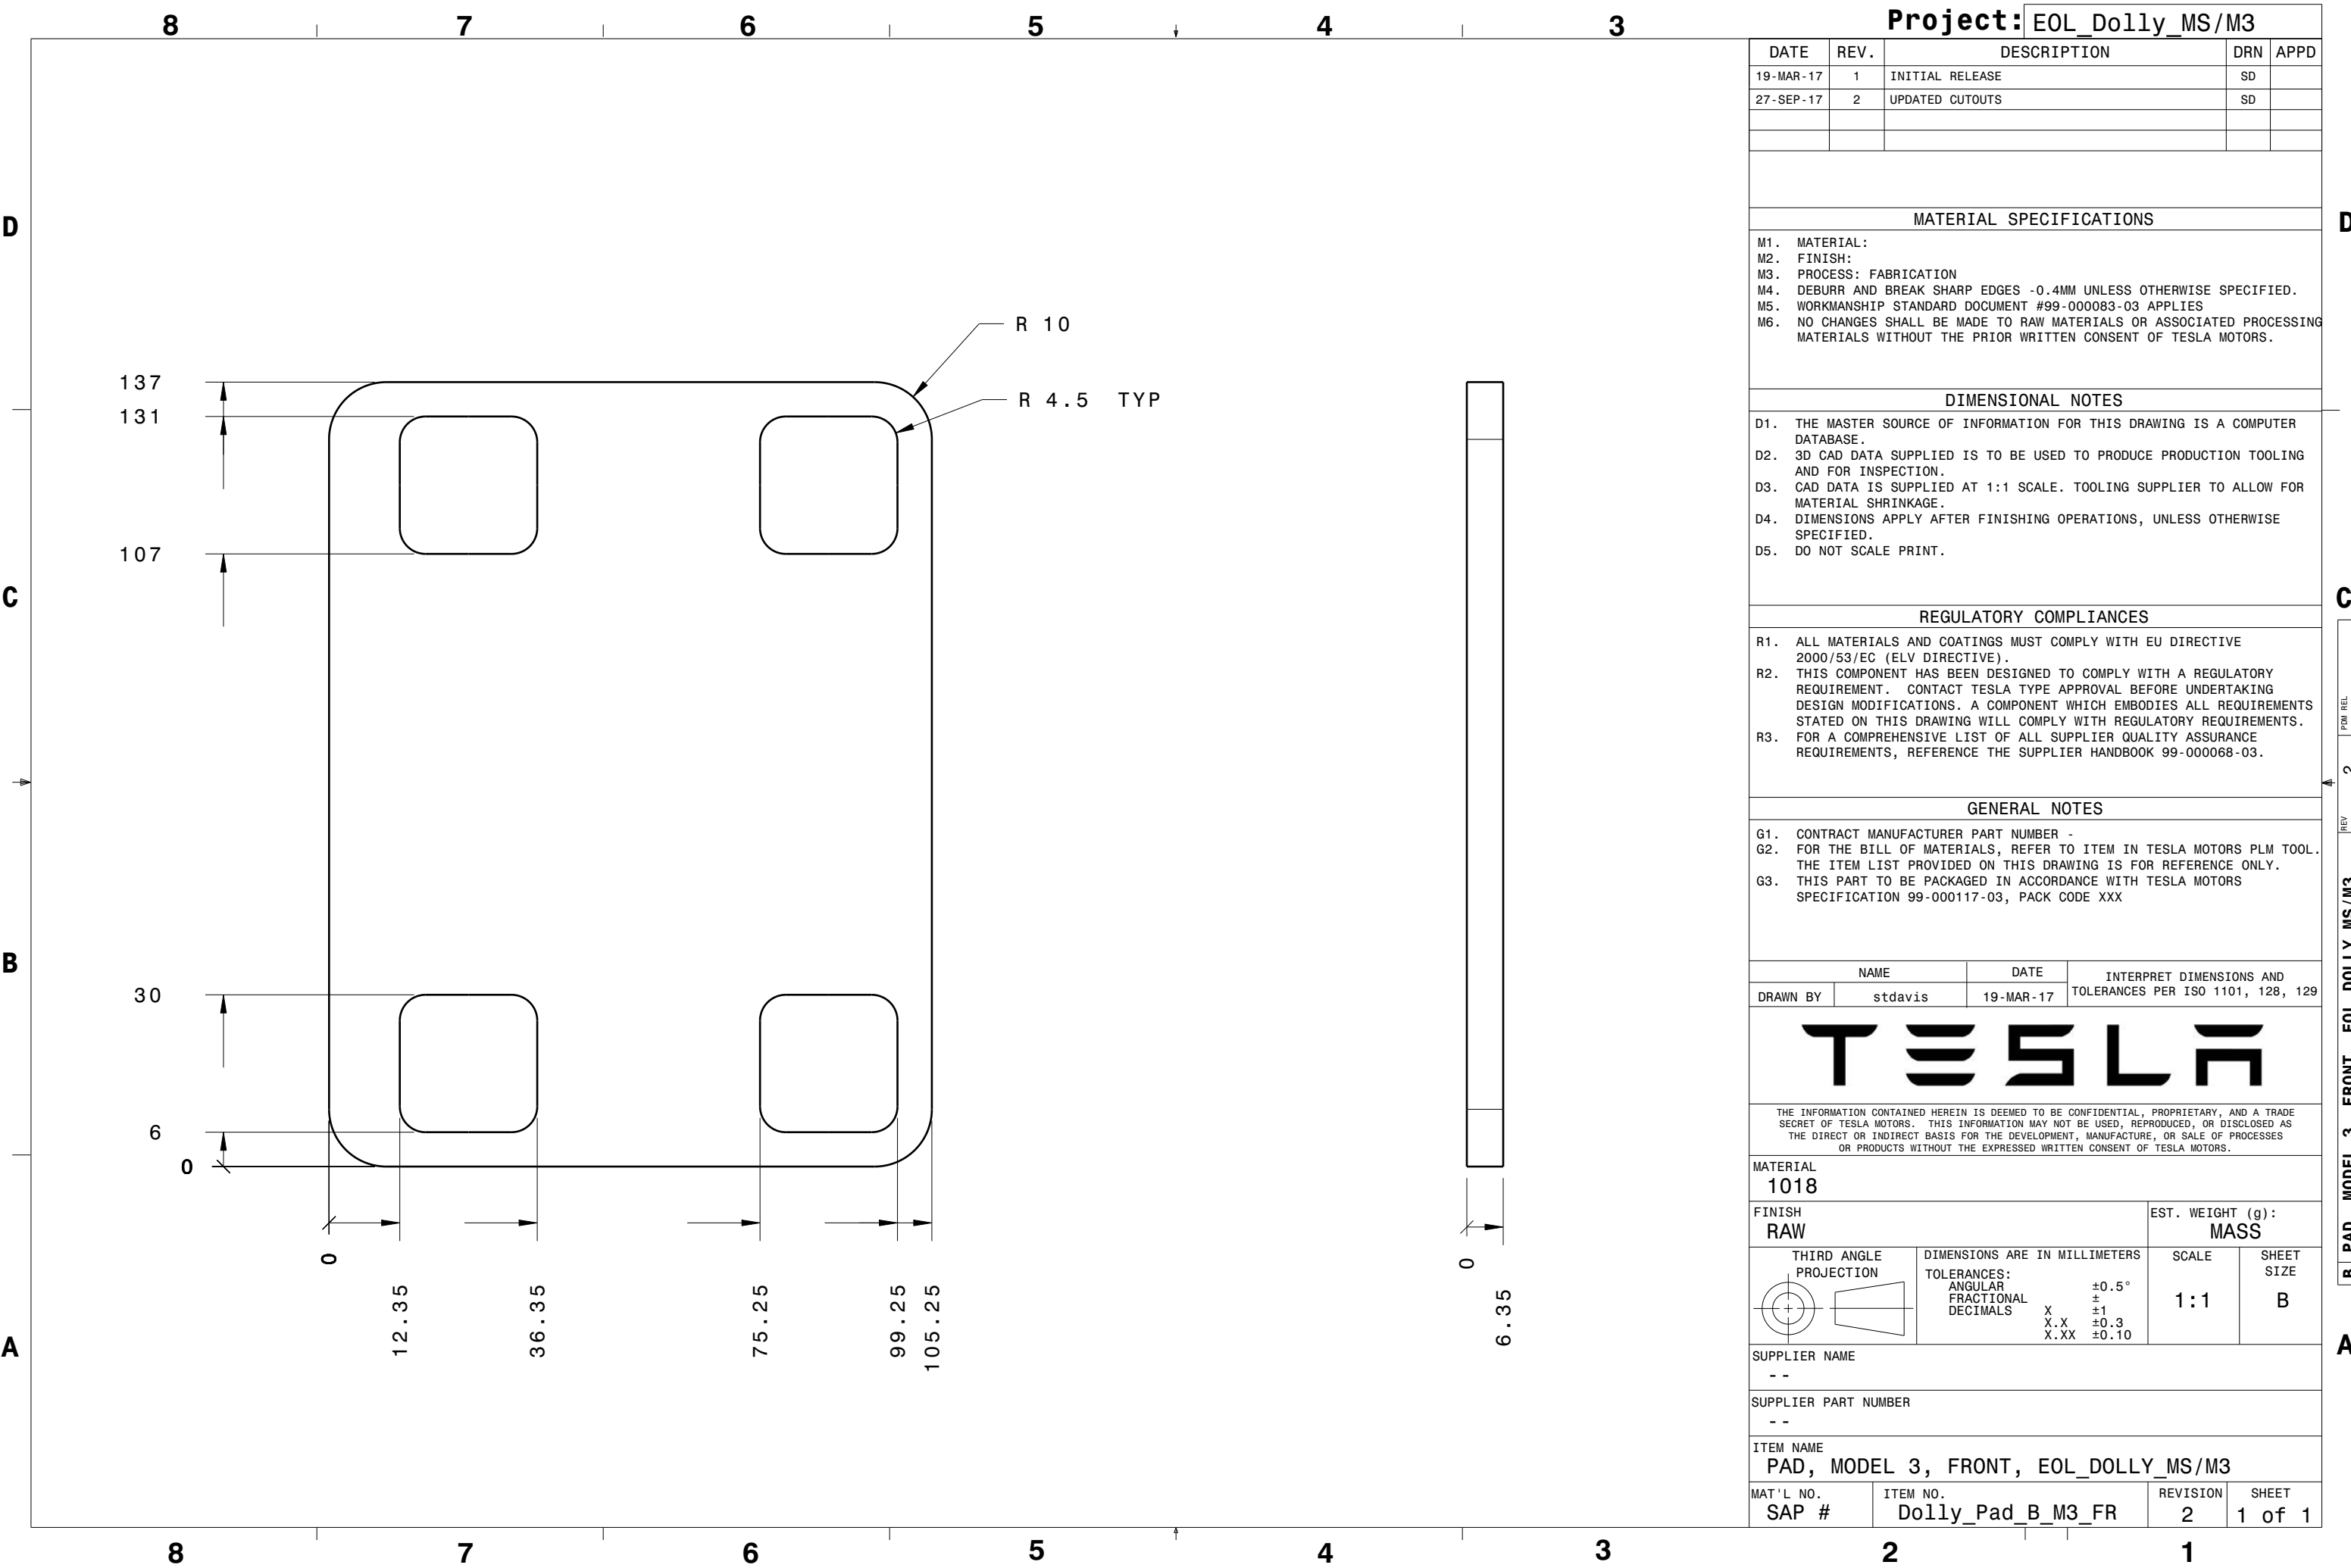 8 7 6 5 4 3
Project: EOL_Dolly_MS/M3
DATE REV. DESCRIPTION DRN APPD
19-MAR-17 1 INITIAL RELEASE SD
27-SEP-17 2 UPDATED CUTOUTS SD
D D
MATERIAL SPECIFICATIONS
M1. MATERIAL:
M2. FINISH:
M3. PROCESS: FABRICATION
M4. DEBURR AND BREAK SHARP EDGES -0.4MM UNLESS OTHERWISE SPECIFIED.
M5. WORKMANSHIP STANDARD DOCUMENT #99-000083-03 APPLIES
M6. NO CHANGES SHALL BE MADE TO RAW MATERIALS OR ASSOCIATED PROCESSING
MATERIALS WITHOUT THE PRIOR WRITTEN CONSENT OF TESLA MOTORS.
R 10
R 4.5 TYP
137
131
107
30
6
0
0
12.35
36.35
75.25
99.25
105.25
0
6.35
DIMENSIONAL NOTES
D1. THE MASTER SOURCE OF INFORMATION FOR THIS DRAWING IS A COMPUTER
DATABASE.
D2. 3D CAD DATA SUPPLIED IS TO BE USED TO PRODUCE PRODUCTION TOOLING
AND FOR INSPECTION.
D3. CAD DATA IS SUPPLIED AT 1:1 SCALE. TOOLING SUPPLIER TO ALLOW FOR
MATERIAL SHRINKAGE.
D4. DIMENSIONS APPLY AFTER FINISHING OPERATIONS, UNLESS OTHERWISE
SPECIFIED.
D5. DO NOT SCALE PRINT.
C C
REGULATORY COMPLIANCES
R1. ALL MATERIALS AND COATINGS MUST COMPLY WITH EU DIRECTIVE
2000/53/EC (ELV DIRECTIVE).
R2. THIS COMPONENT HAS BEEN DESIGNED TO COMPLY WITH A REGULATORY
REQUIREMENT. CONTACT TESLA TYPE APPROVAL BEFORE UNDERTAKING
DESIGN MODIFICATIONS. A COMPONENT WHICH EMBODIES ALL REQUIREMENTS
STATED ON THIS DRAWING WILL COMPLY WITH REGULATORY REQUIREMENTS.
R3. FOR A COMPREHENSIVE LIST OF ALL SUPPLIER QUALITY ASSURANCE
REQUIREMENTS, REFERENCE THE SUPPLIER HANDBOOK 99-000068-03.
GENERAL NOTES
G1. CONTRACT MANUFACTURER PART NUMBER -
G2. FOR THE BILL OF MATERIALS, REFER TO ITEM IN TESLA MOTORS PLM TOOL.
THE ITEM LIST PROVIDED ON THIS DRAWING IS FOR REFERENCE ONLY.
G3. THIS PART TO BE PACKAGED IN ACCORDANCE WITH TESLA MOTORS
SPECIFICATION 99-000117-03, PACK CODE XXX
B
NAME DATE INTERPRET DIMENSIONS AND
TOLERANCES PER ISO 1101, 128, 129
DRAWN BY stdavis 19-MAR-17
TESLA
THE INFORMATION CONTAINED HEREIN IS DEEMED TO BE CONFIDENTIAL, PROPRIETARY, AND A TRADE
SECRET OF TESLA MOTORS. THIS INFORMATION MAY NOT BE USED, REPRODUCED, OR DISCLOSED AS
THE DIRECT OR INDIRECT BASIS FOR THE DEVELOPMENT, MANUFACTURE, OR SALE OF PROCESSES
OR PRODUCTS WITHOUT THE EXPRESSED WRITTEN CONSENT OF TESLA MOTORS.
MATERIAL
1018
FINISH
RAW
EST. WEIGHT (g):
MASS
THIRD ANGLE
PROJECTION
DIMENSIONS ARE IN MILLIMETERS
TOLERANCES:
ANGULAR ±0.5°
FRACTIONAL ±
DECIMALS X ±1
X.X ±0.3
X.XX ±0.10
SCALE
1:1
SHEET
SIZE
B
A A
SUPPLIER NAME
--
SUPPLIER PART NUMBER
--
ITEM NAME
PAD, MODEL 3, FRONT, EOL_DOLLY_MS/M3
MAT'L NO.
SAP #
ITEM NO.
Dolly_Pad_B_M3_FR
REVISION
2
SHEET
1 of 1
PDM REL
REV
PAD MODEL 3 FRONT EOL DOLLY MS/M3
8 7 6 5 4 3 2 1